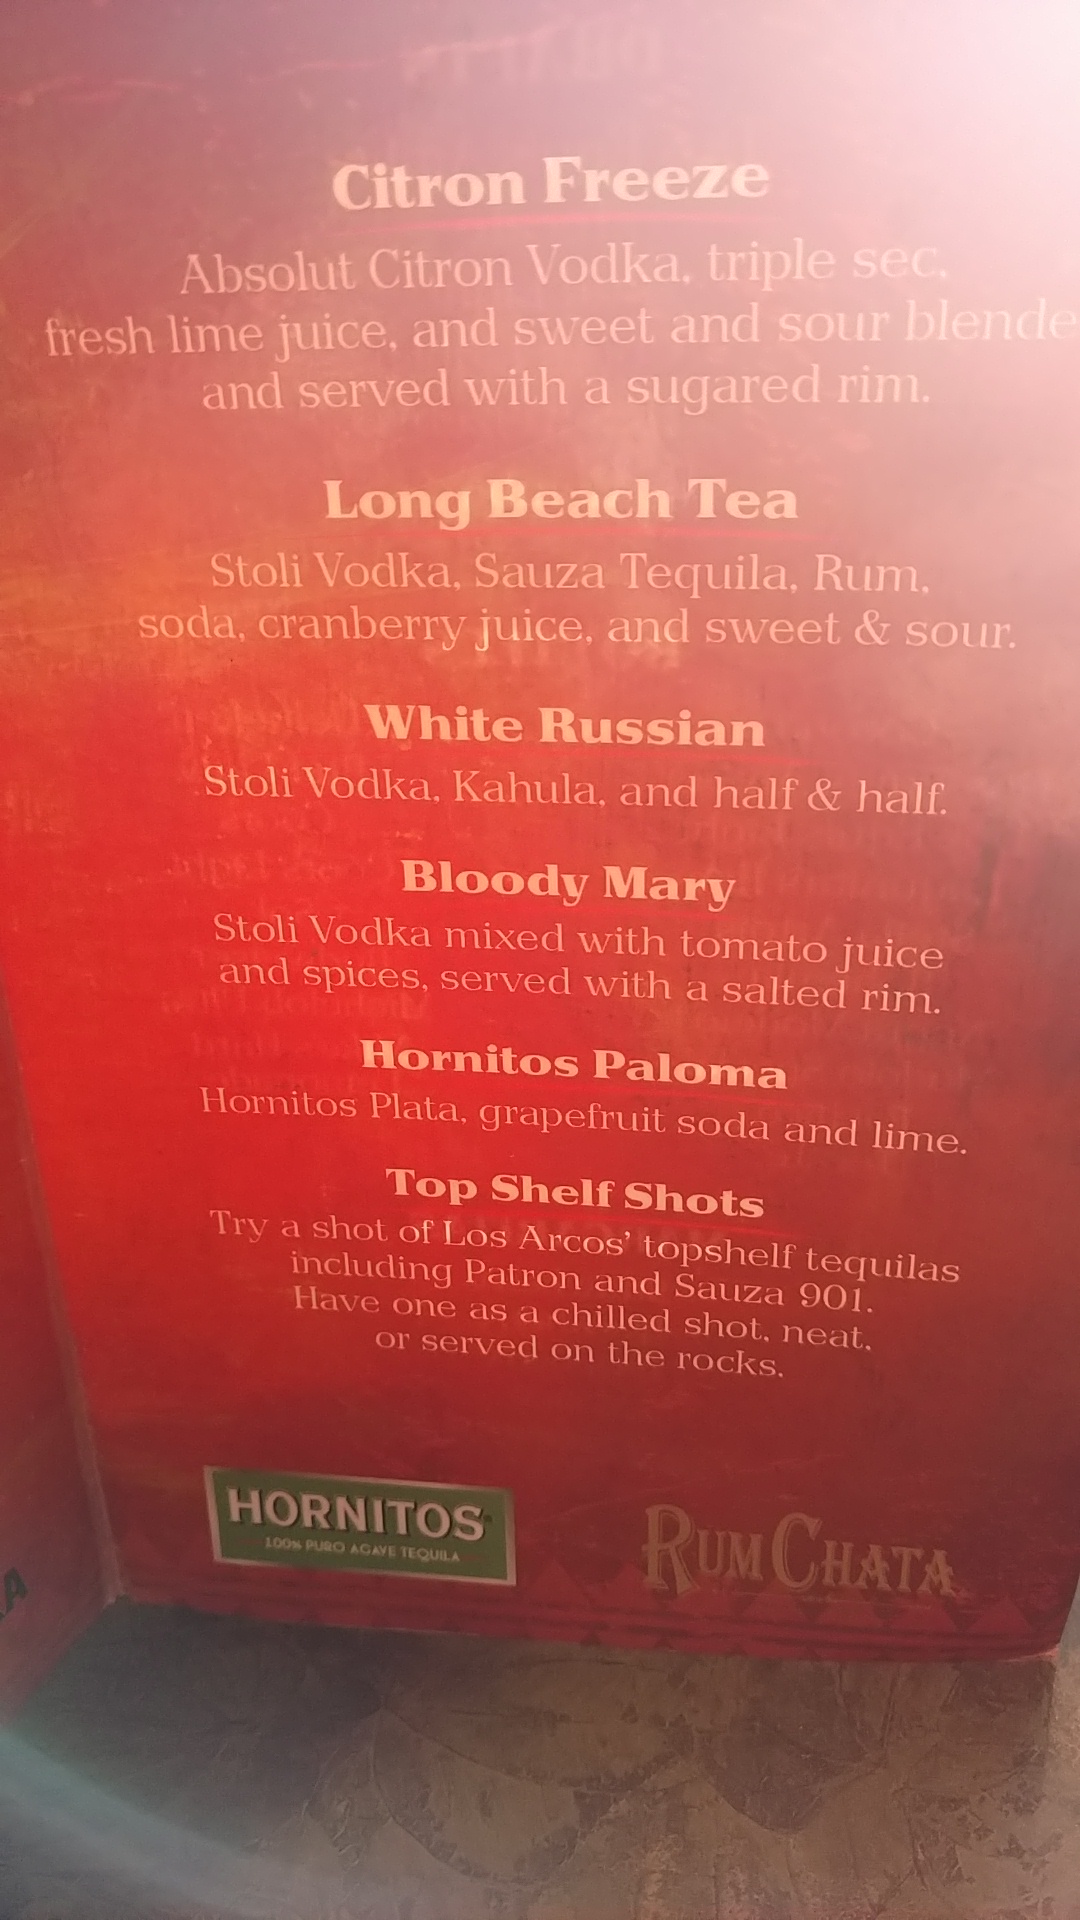 Citron Freeze
Absolut Citron Vodka, triple sec,
fresh lime juice, and sweet and sour blende
and served with a sugared rim.
Long Beach Tea
Stoli Vodka, Sauza Tequila, Rum,
soda, cranberry juice, and sweet & sour.
White Russian
Stoli Vodka, Kahula, and half & half.
Bloody Mary
Stoli Vodka mixed with tomato juice
and spices, served with a salted rim.
Hornitos Paloma
Hornitos Plata, grapefruit soda and lime.
Top Shelf Shots
Try a shot of Los Arcos' topshelf tequilas
including Patron and Sauza 901.
Have one as a chilled shot, neat,
or served on the rocks.
HORNITOS
100% PURO AGAVE TEQUILA
RUMCHATA